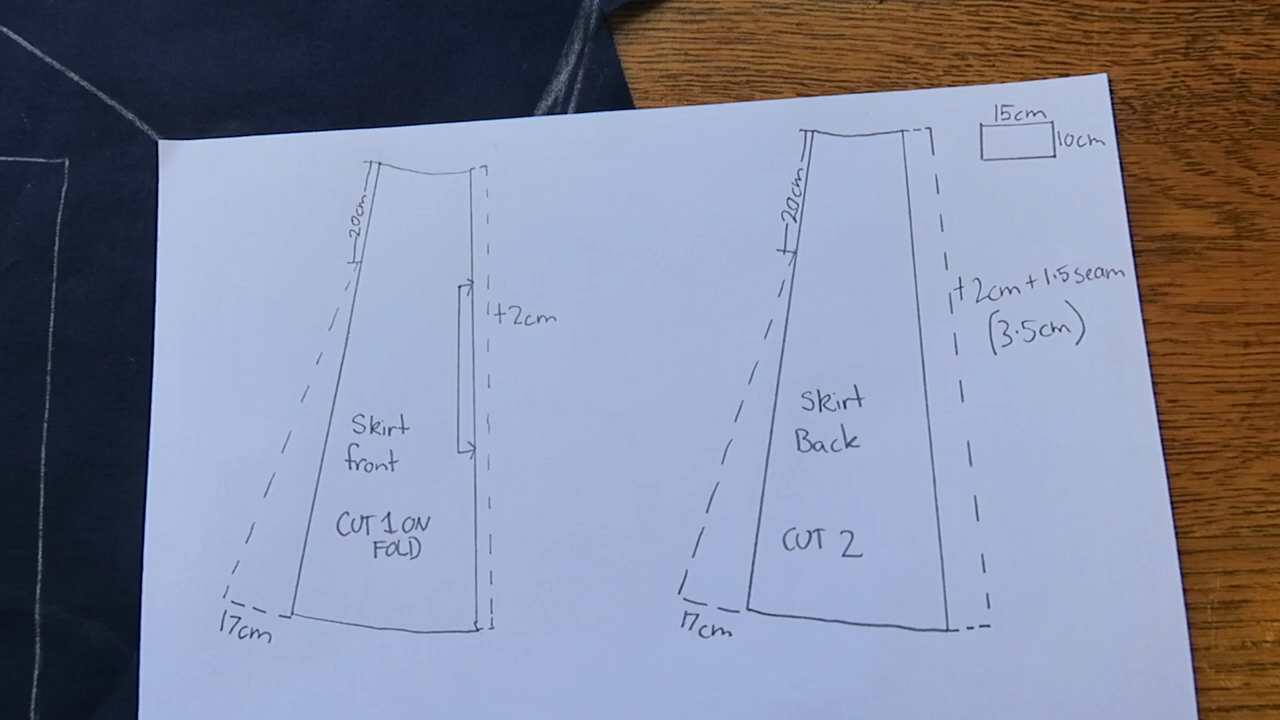 20cm
+2cm
Skirt
front
CUT 1 ON
FOLD
17cm
20cm
+2cm + 1.5 seam
(3.5cm)
Skirt
Back
CUT 2
17cm
15cm
10cm